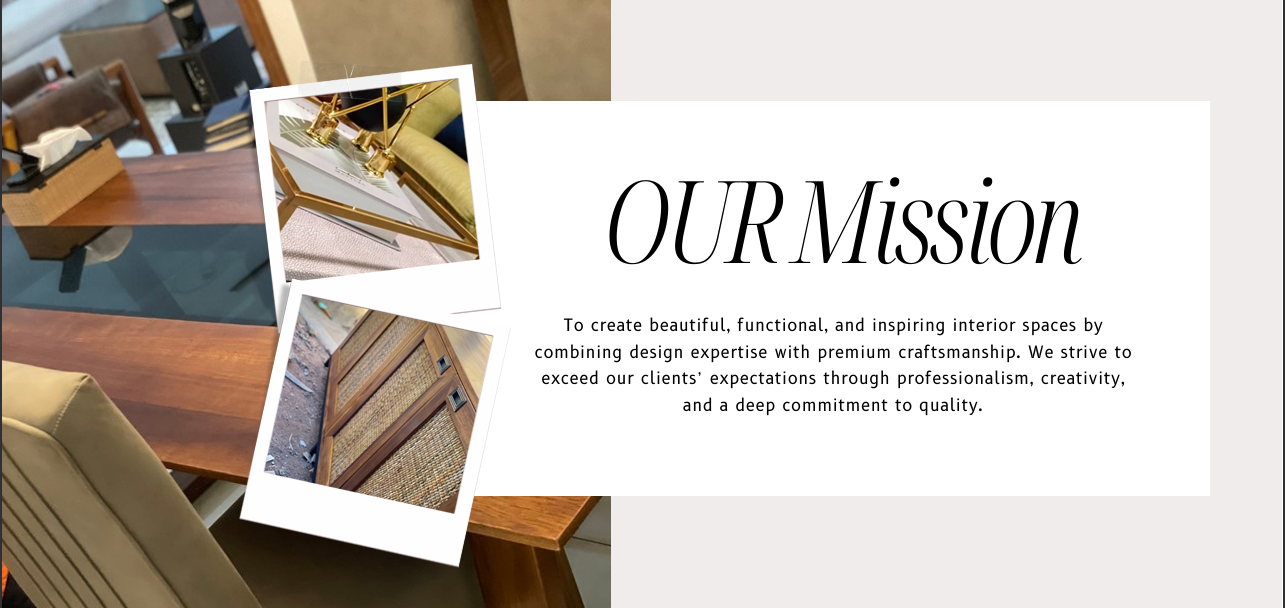 OUR Mission
To create beautiful, functional, and inspiring interior spaces by
combining design expertise with premium craftsmanship. We strive to
exceed our clients’ expectations through professionalism, creativity,
and a deep commitment to quality.